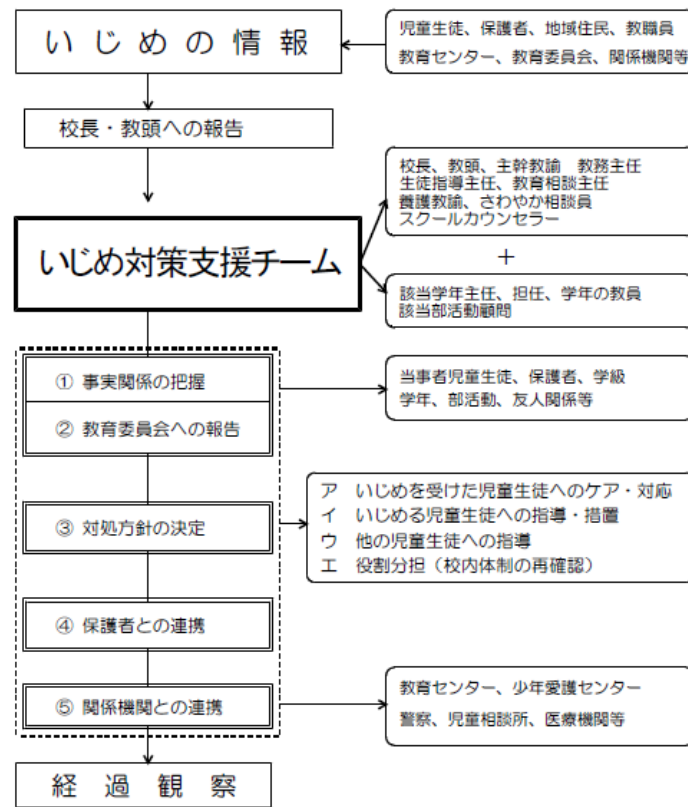 いじめの情報
児童生徒、保護者、地域住民、教職員
教育センター、教育委員会、関係機関等
校長・教頭への報告
校長、教頭、主幹教諭　教務主任
生徒指導主任、教育相談主任
養護教諭、さわやか相談員
スクールカウンセラー
いじめ対策支援チーム
＋
該当学年主任、担任、学年の教員
該当部活動顧問
① 事実関係の把握
当事者児童生徒、保護者、学級
学年、部活動、友人関係等
② 教育委員会への報告
ア　いじめを受けた児童生徒へのケア・対応
イ　いじめる児童生徒への指導・措置
ウ　他の児童生徒への指導
エ　役割分担（校内体制の再確認）
③ 対処方針の決定
④ 保護者との連携
⑤ 関係機関との連携
教育センター、少年愛護センター
警察、児童相談所、医療機関等
経過観察